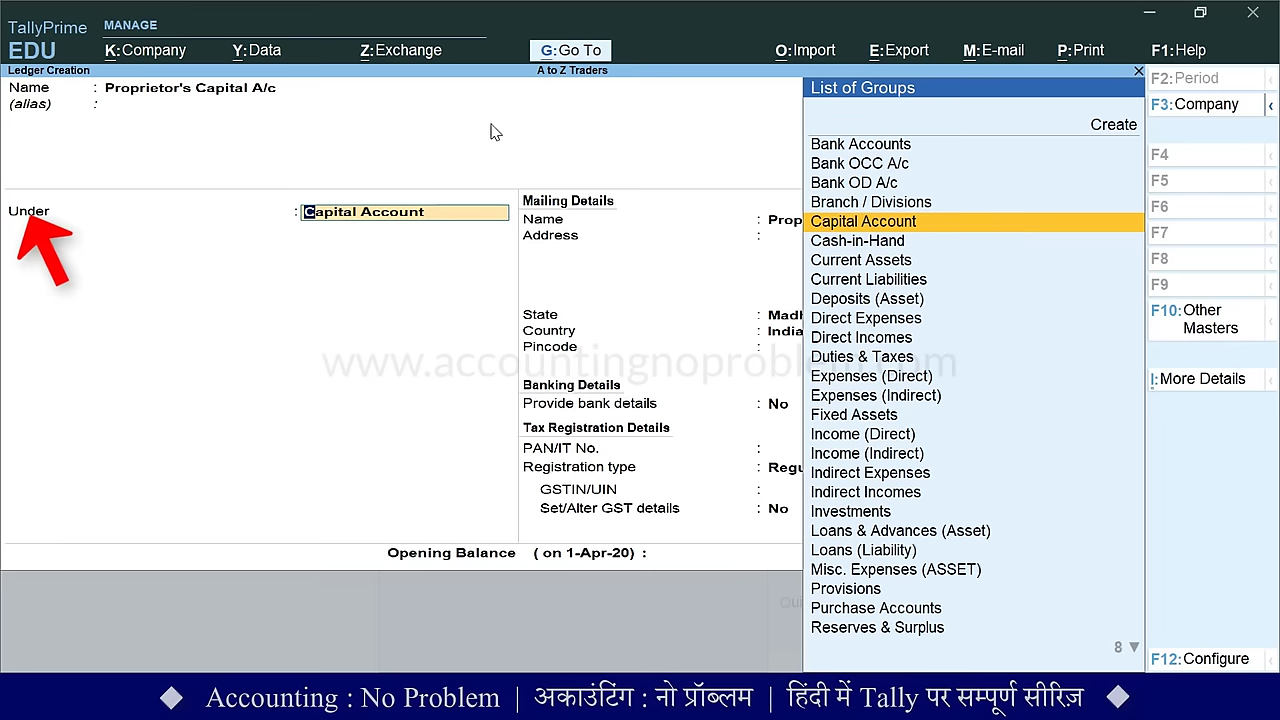 TallyPrime
EDU
MANAGE
K:Company Y:Data Z:Exchange G:Go To O:Import E:Export M:E-mail P:Print F1:Help
Ledger Creation A to Z Traders
Name : Proprietor's Capital A/c
(alias) :
Under : Capital Account
Mailing Details
Name : Prop
Address :
State : Madh
Country : India
Pincode :
www.accountingnoproblem.com
Banking Details
Provide bank details : No
Tax Registration Details
PAN/IT No. :
Registration type : Regu
GSTIN/UIN :
Set/Alter GST details : No
Opening Balance ( on 1-Apr-20) :
List of Groups
Create
Bank Accounts
Bank OCC A/c
Bank OD A/c
Branch / Divisions
Capital Account
Cash-in-Hand
Current Assets
Current Liabilities
Deposits (Asset)
Direct Expenses
Direct Incomes
Duties & Taxes
Expenses (Direct)
Expenses (Indirect)
Fixed Assets
Income (Direct)
Income (Indirect)
Indirect Expenses
Indirect Incomes
Investments
Loans & Advances (Asset)
Loans (Liability)
Misc. Expenses (ASSET)
Provisions
Purchase Accounts
Reserves & Surplus
8 ▼
F2:Period
F3:Company
F4
F5
F6
F7
F8
F9
F10:Other
Masters
I:More Details
F12:Configure
Accounting : No Problem | अकाउंटिंग : नो प्रॉब्लम | हिंदी में Tally पर सम्पूर्ण सीरिज़